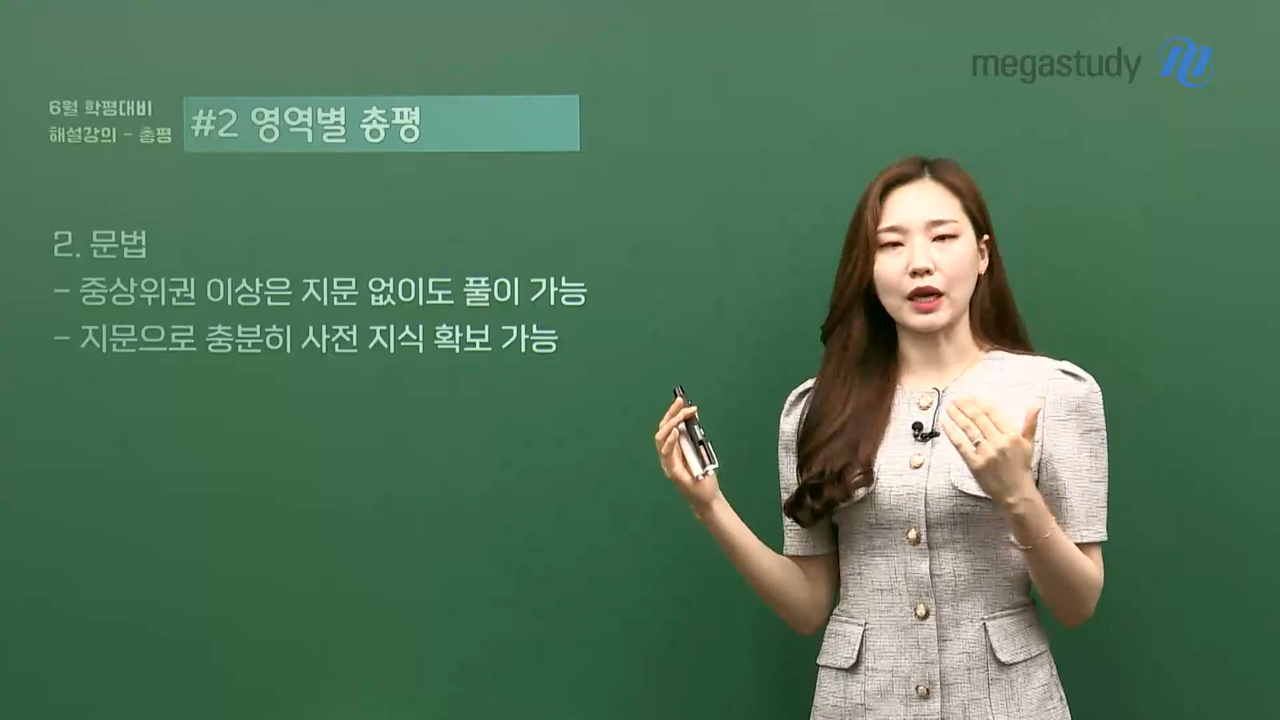 megastudy
6월 학평대비
해설강의 - 총평
#2 영역별 총평
2. 문법
- 중상위권 이상은 지문 없이도 풀이 가능
- 지문으로 충분히 사전 지식 확보 가능